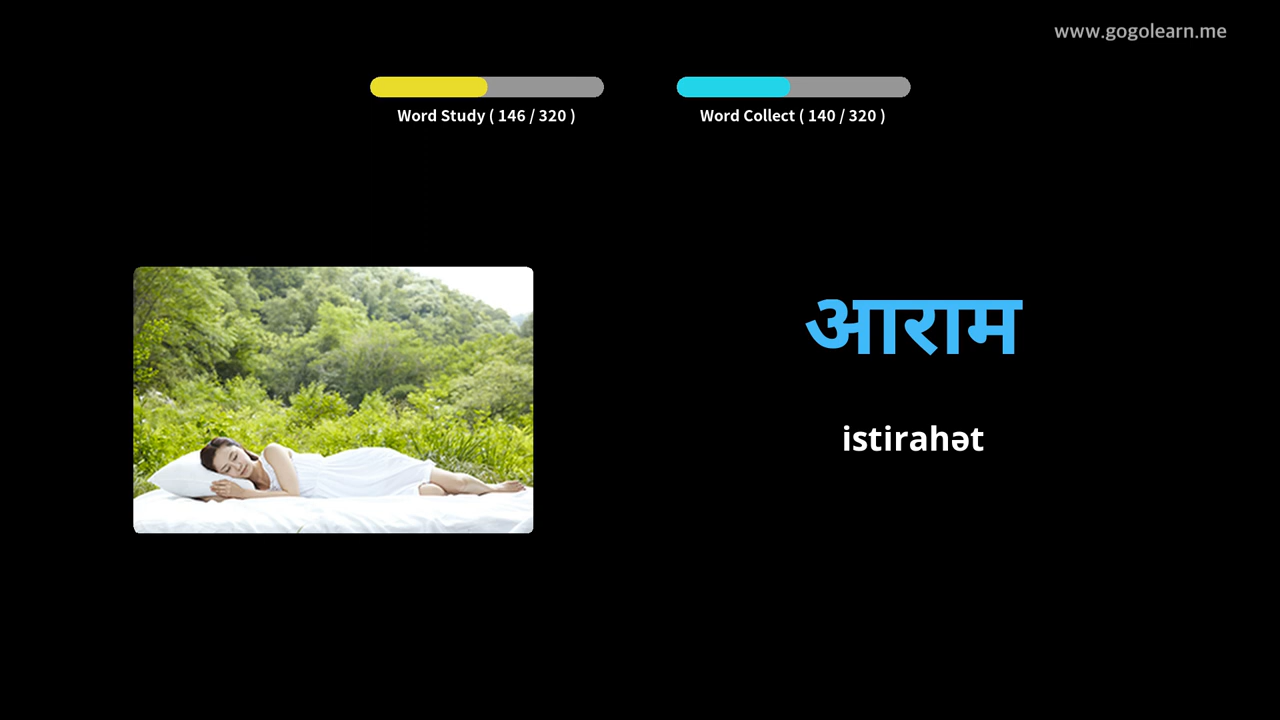 www.gogolearn.me
Word Study ( 146 / 320 )
Word Collect ( 140 / 320 )
आराम
istirahət